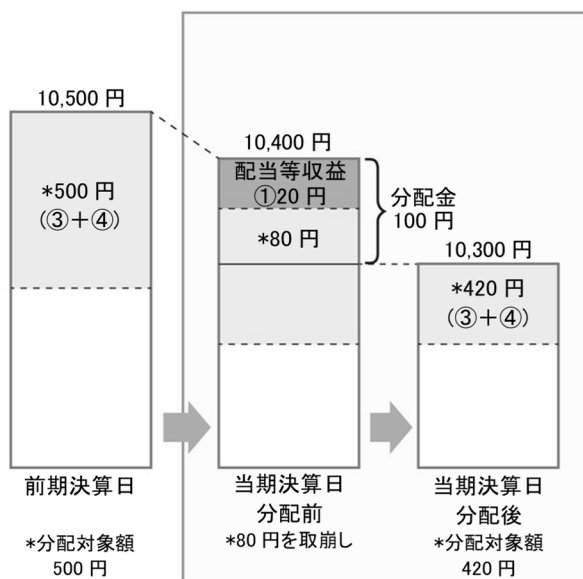 10,500 円
*500 円
(③+④)
前期決算日
*分配対象額
500 円
10,400 円
配当等収益
①20 円
*80 円
分配金
100 円
当期決算日
分配前
*80 円を取崩し
10,300 円
*420 円
(③+④)
当期決算日
分配後
*分配対象額
420 円